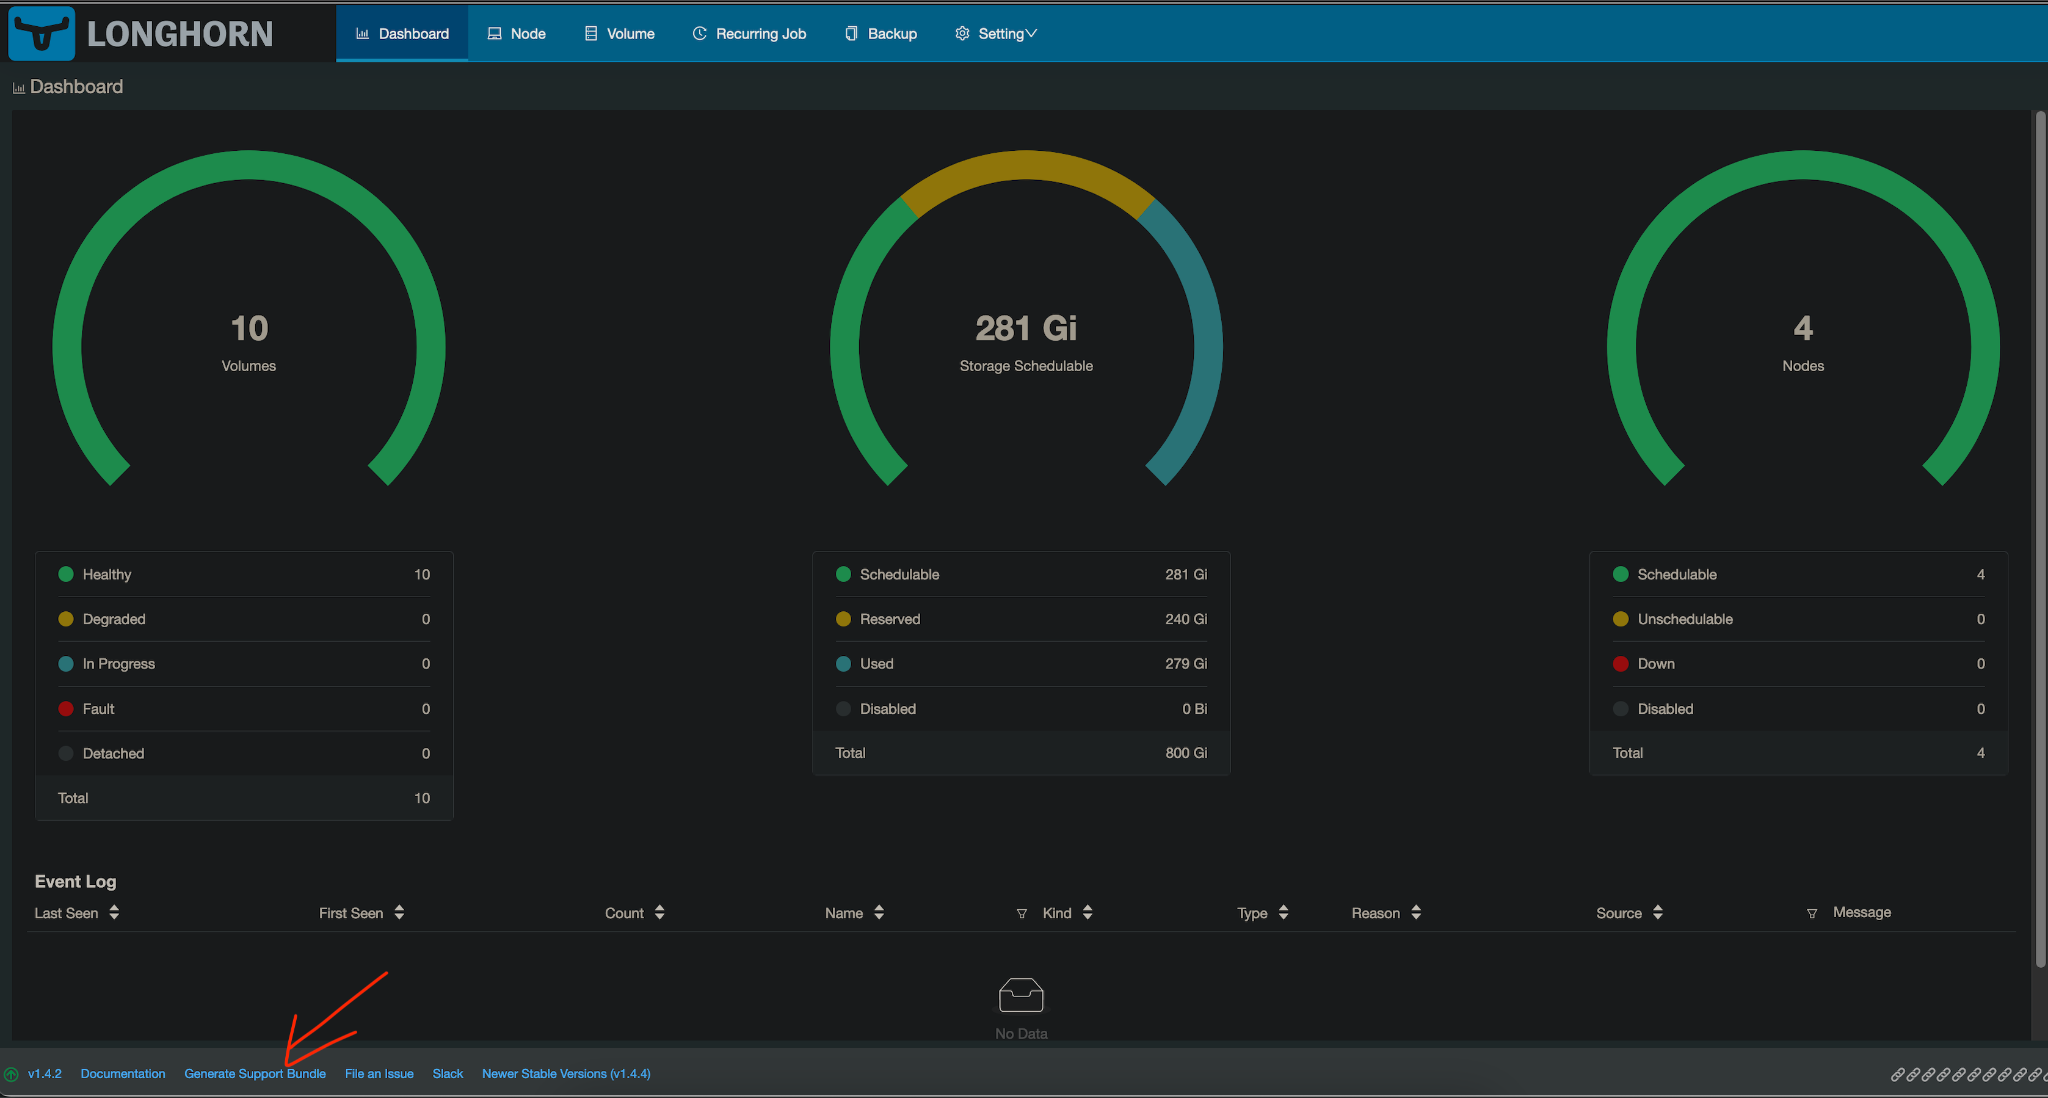 LONGHORN
Dashboard
Node
Volume
Recurring Job
Backup
Setting
Dashboard
10
Volumes
281 Gi
Storage Schedulable
4
Nodes
Healthy 10
Degraded 0
In Progress 0
Fault 0
Detached 0
Total 10
Schedulable 281 Gi
Reserved 240 Gi
Used 279 Gi
Disabled 0 Bi
Total 800 Gi
Schedulable 4
Unschedulable 0
Down 0
Disabled 0
Total 4
Event Log
Last Seen First Seen Count Name Kind Type Reason Source Message
No Data
v1.4.2 Documentation Generate Support Bundle File an Issue Slack Newer Stable Versions (v1.4.4)